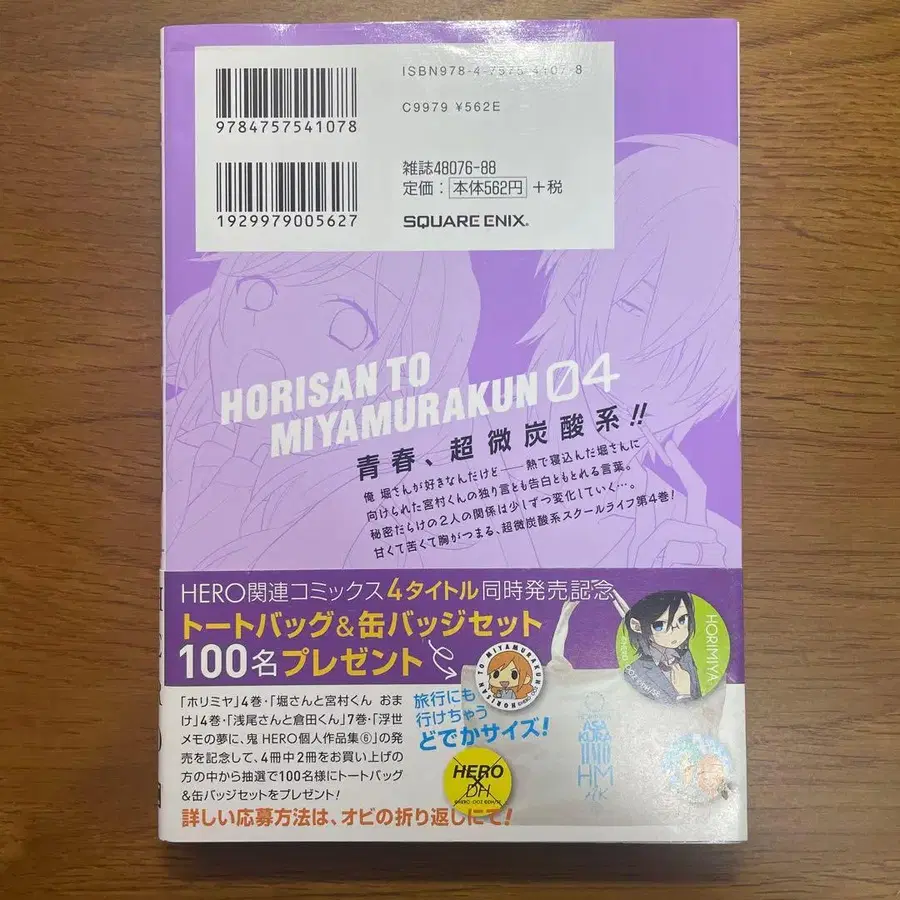 ISBN978-4-7575-4107-8
9784757541078
C9979 ¥562E
雑誌48076-88
定価：本体562円 +税
1929979005627
SQUARE ENIX.
HORISAN TO
MIYAMURAKUN 04
青春、超微炭酸系!!
俺 堀さんが好きなんだけど――熱で寝込んだ堀さんに
向けられた宮村くんの独り言とも告白ともとれる言葉。
秘密だらけの2人の関係は少しずつ変化していく…。
甘くて苦くて胸がつまる、超微炭酸系スクールライフ第4巻!
HERO関連コミックス4タイトル同時発売記念
トートバッグ&缶バッジセット
100名プレゼント
「ホリミヤ」4巻・「堀さんと宮村くん おま
け」4巻・「浅尾さんと倉田くん」7巻・「浮世
メモの夢に、鬼 HERO個人作品集⑥」の発
売を記念して、4冊中2冊をお買い上げの
方の中から抽選で100名様にトートバッグ
&缶バッジセットをプレゼント!
詳しい応募方法は、オビの折り返しにて!
旅行にも
行けちゃう
どでかサイズ!
HORISAN TO MIYAMURAKUN
HORIMIYA
HERO
×
DH
ASA
KURA
HM